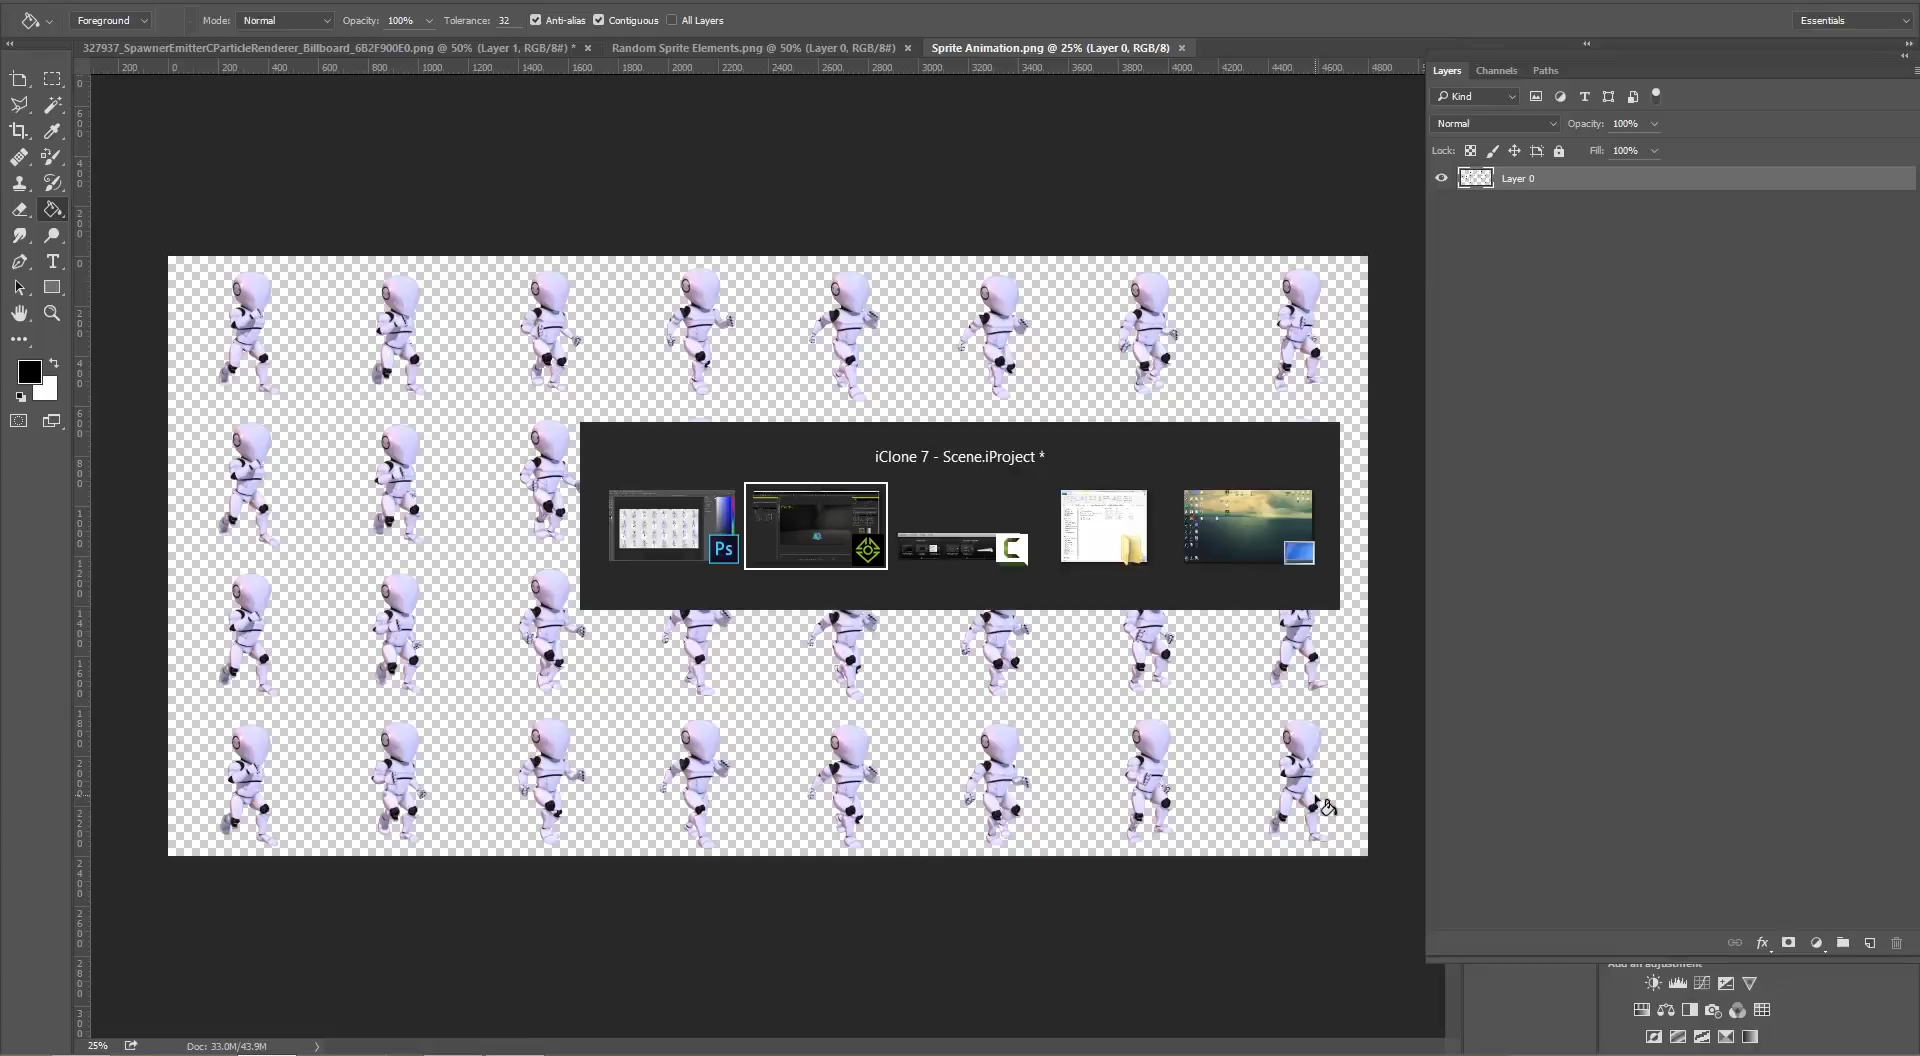 Foreground Mode: Normal Opacity: 100% Tolerance: 32 Anti-alias Contiguous All Layers Essentials
327937_SpawnerEmitterCParticleRenderer_Billboard_6B2F900E0.png @ 50% (Layer 1, RGB/8#) * × Random Sprite Elements.png @ 50% (Layer 0, RGB/8#) × Sprite Animation.png @ 25% (Layer 0, RGB/8) ×
200 0 200 400 600 800 1000 1200 1400 1600 1800 2000 2200 2400 2600 2800 3000 3200 3400 3600 3800 4000 4200 4400 4600 4800
Layers Channels Paths
Kind
Normal Opacity: 100%
Lock: Fill: 100%
Layer 0
iClone 7 - Scene.iProject *
Ps
Add an adjustment
25% Doc: 33.0M/43.9M